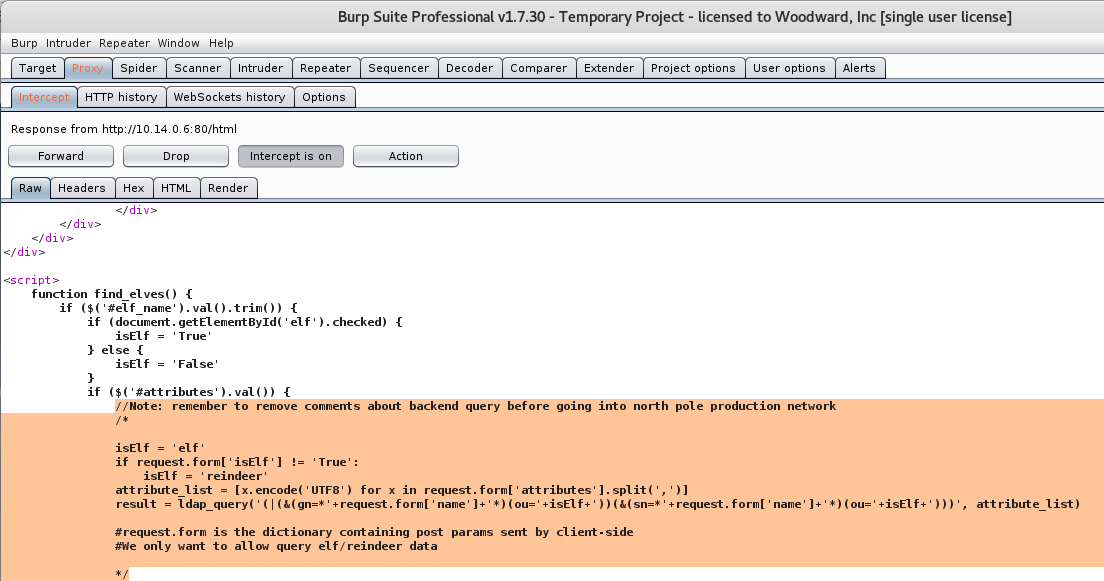 Burp Suite Professional v1.7.30 - Temporary Project - licensed to Woodward, Inc [single user license]
Burp Intruder Repeater Window Help
Target Proxy Spider Scanner Intruder Repeater Sequencer Decoder Comparer Extender Project options User options Alerts
Intercept HTTP history WebSockets history Options
Response from http://10.14.0.6:80/html
Forward Drop Intercept is on Action
Raw Headers Hex HTML Render
                </div>
        </div>
    </div>
</div>
<script>
    function find_elves() {
        if ($('#elf_name').val().trim()) {
            if (document.getElementById('elf').checked) {
                isElf = 'True'
            } else {
                isElf = 'False'
            }
            if ($('#attributes').val()) {
                //Note: remember to remove comments about backend query before going into north pole production network
                /*
                isElf = 'elf'
                if request.form['isElf'] != 'True':
                    isElf = 'reindeer'
                attribute_list = [x.encode('UTF8') for x in request.form['attributes'].split(',')]
                result = ldap_query('(|(&(gn=*'+request.form['name']+'*)(ou='+isElf+'))(&(sn=*'+request.form['name']+'*)(ou='+isElf+')))', attribute_list)
                #request.form is the dictionary containing post params sent by client-side
                #We only want to allow query elf/reindeer data
                */